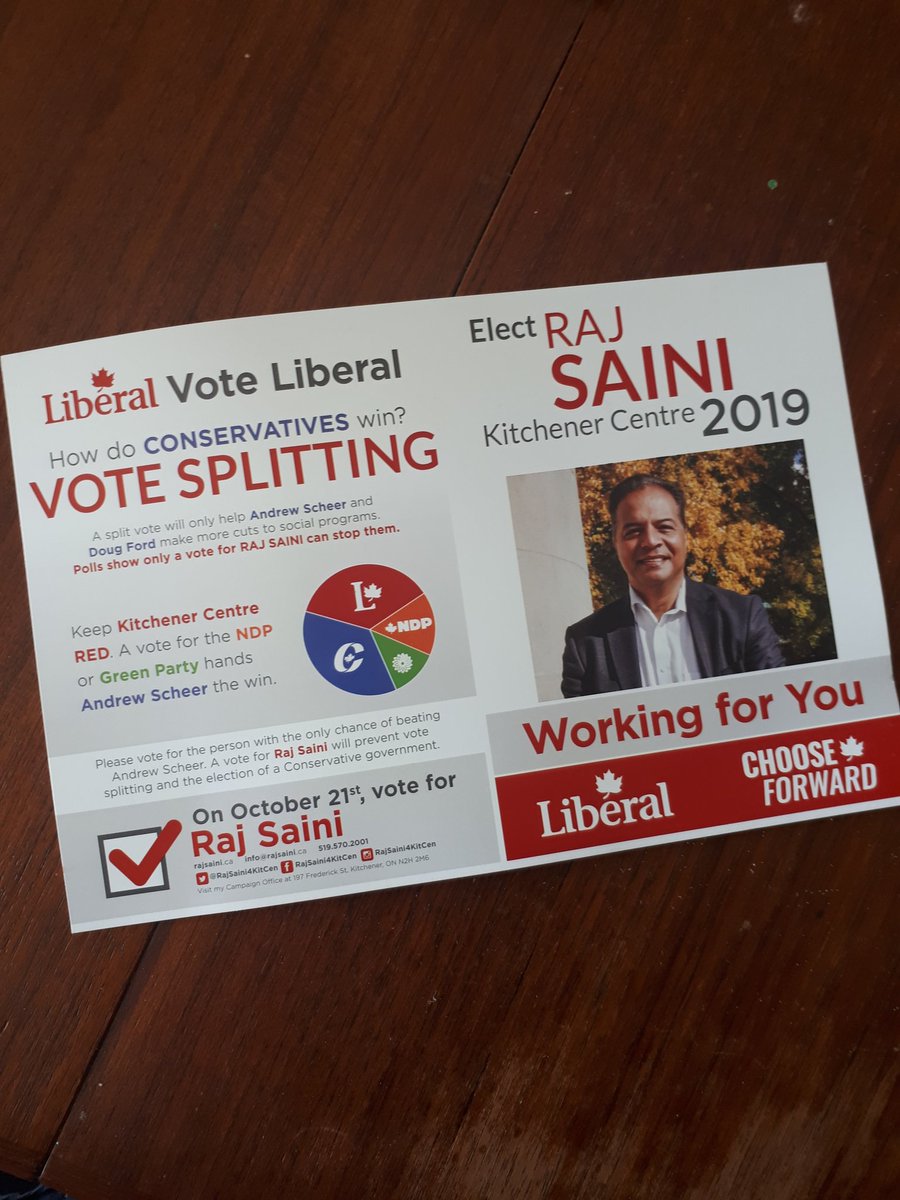 Liberal Vote Liberal
How do CONSERVATIVES win?
VOTE SPLITTING
A split vote will only help Andrew Scheer and
Doug Ford make more cuts to social programs.
Polls show only a vote for RAJ SAINI can stop them.
Keep Kitchener Centre
RED. A vote for the NDP
or Green Party hands
Andrew Scheer the win.
L
NDP
C
Please vote for the person with the only chance of beating
Andrew Scheer. A vote for Raj Saini will prevent vote
splitting and the election of a Conservative government.
On October 21st, vote for
Raj Saini
rajsaini.ca info@rajsaini.ca 519.570.2001
@RajSaini4KitCen RajSaini4KitCen RajSaini4KitCen
Visit my Campaign Office at 197 Frederick St, Kitchener, ON N2H 2M6
Elect RAJ
SAINI
Kitchener Centre 2019
Working for You
Liberal
CHOOSE
FORWARD